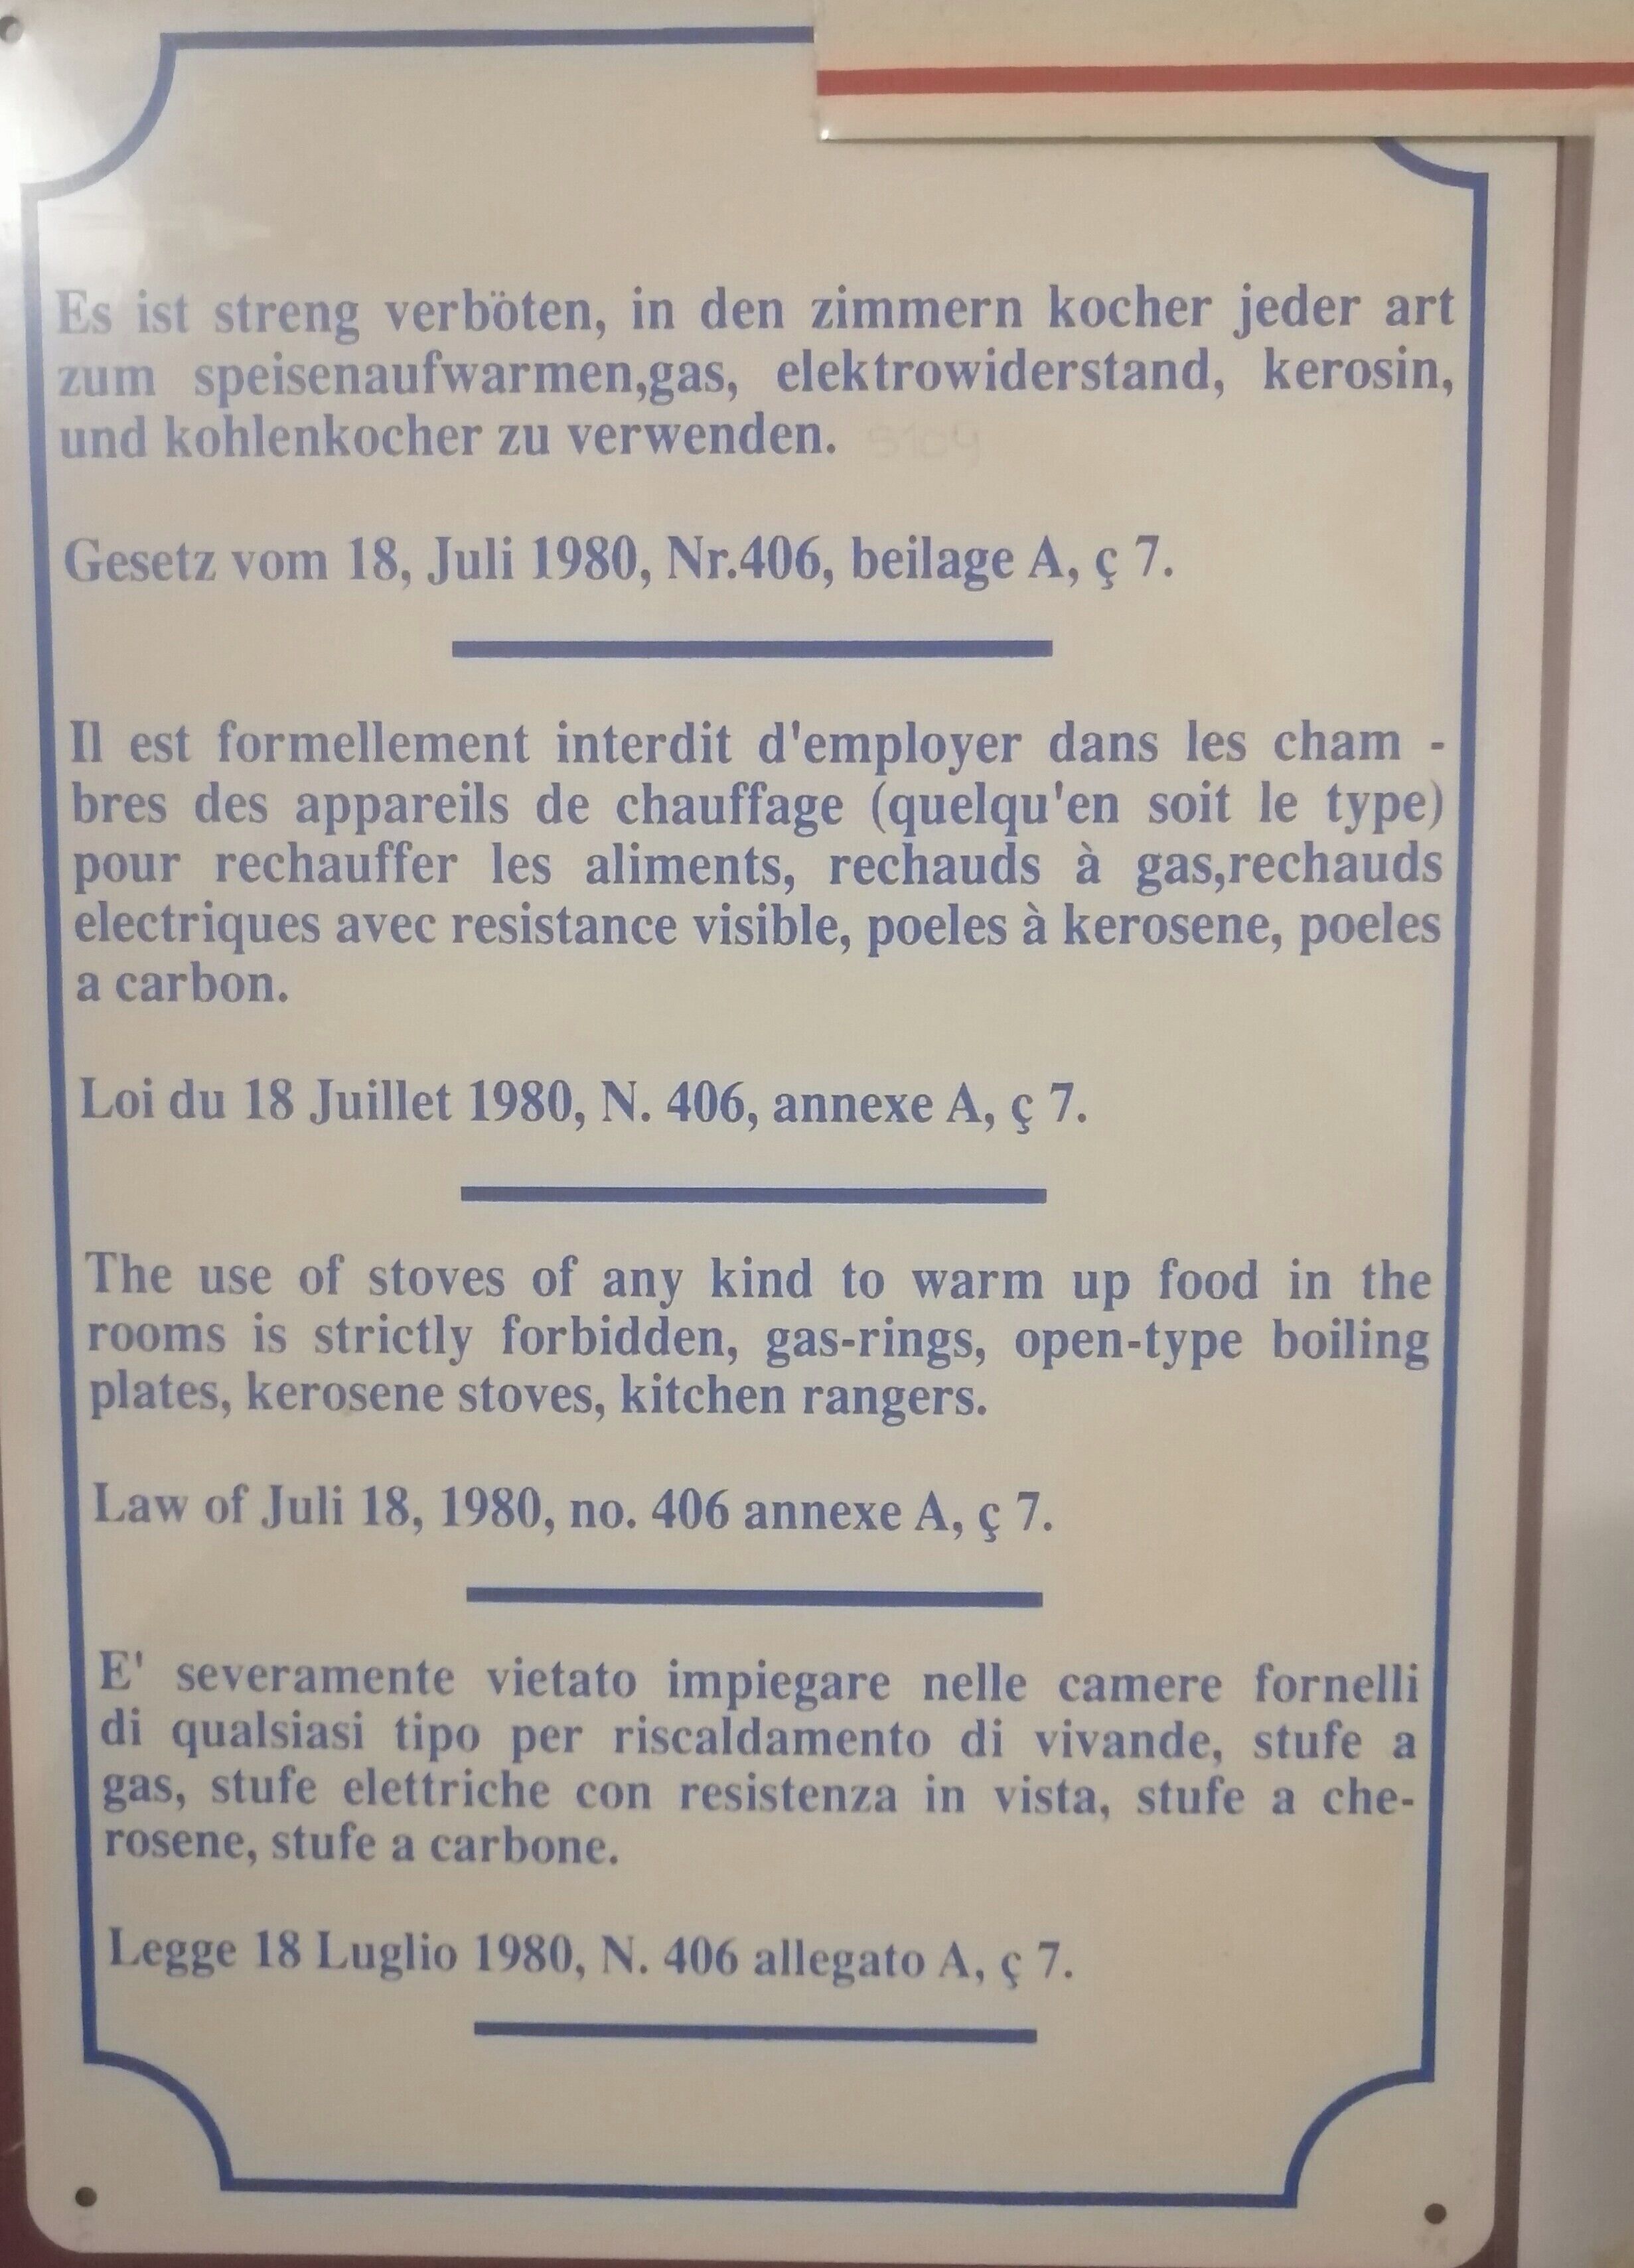 Es ist streng verböten, in den zimmern kocher jeder art
zum speisenaufwarmen,gas, elektrowiderstand, kerosin,
und kohlenkocher zu verwenden.
Gesetz vom 18, Juli 1980, Nr.406, beilage A, ç 7.
Il est formellement interdit d'employer dans les cham -
bres des appareils de chauffage (quelqu'en soit le type)
pour rechauffer les aliments, rechauds à gas,rechauds
electriques avec resistance visible, poeles à kerosene, poeles
a carbon.
Loi du 18 Juillet 1980, N. 406, annexe A, ç 7.
The use of stoves of any kind to warm up food in the
rooms is strictly forbidden, gas-rings, open-type boiling
plates, kerosene stoves, kitchen rangers.
Law of Juli 18, 1980, no. 406 annexe A, ç 7.
E' severamente vietato impiegare nelle camere fornelli
di qualsiasi tipo per riscaldamento di vivande, stufe a
gas, stufe elettriche con resistenza in vista, stufe a che-
rosene, stufe a carbone.
Legge 18 Luglio 1980, N. 406 allegato A, ç 7.